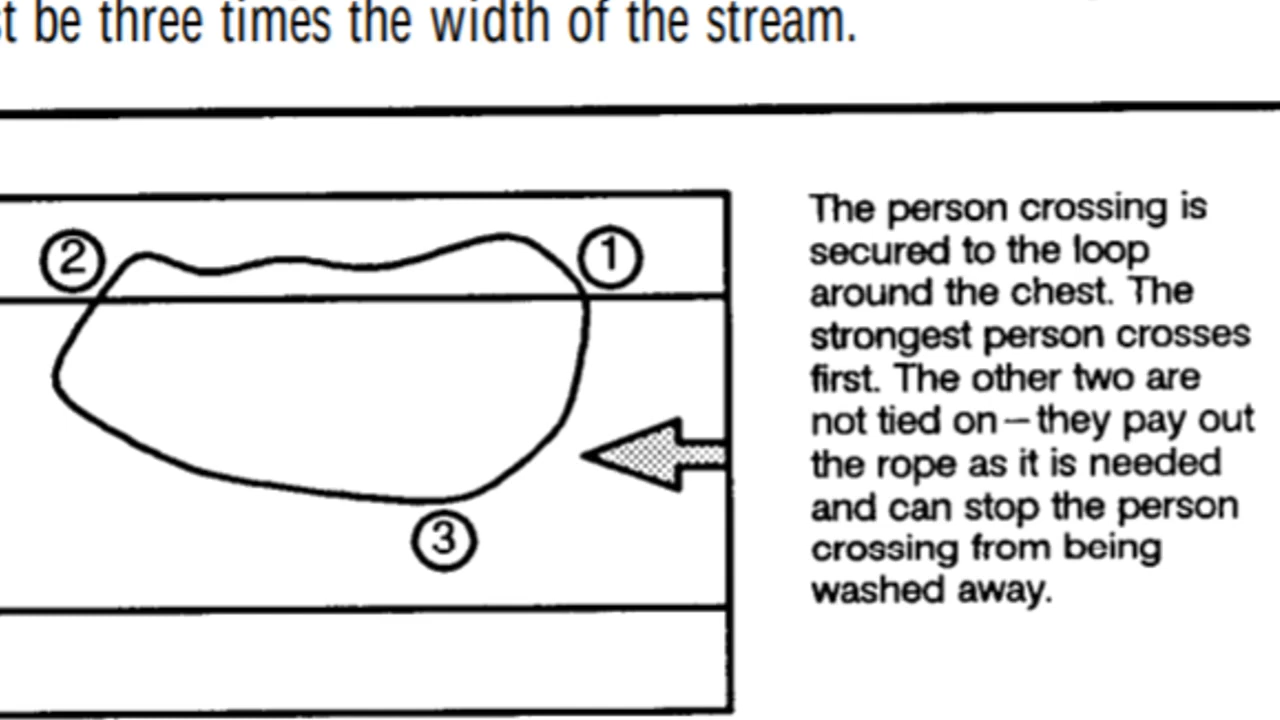 be three times the width of the stream.
2
1
3
The person crossing is
secured to the loop
around the chest. The
strongest person crosses
first. The other two are
not tied on—they pay out
the rope as it is needed
and can stop the person
crossing from being
washed away.